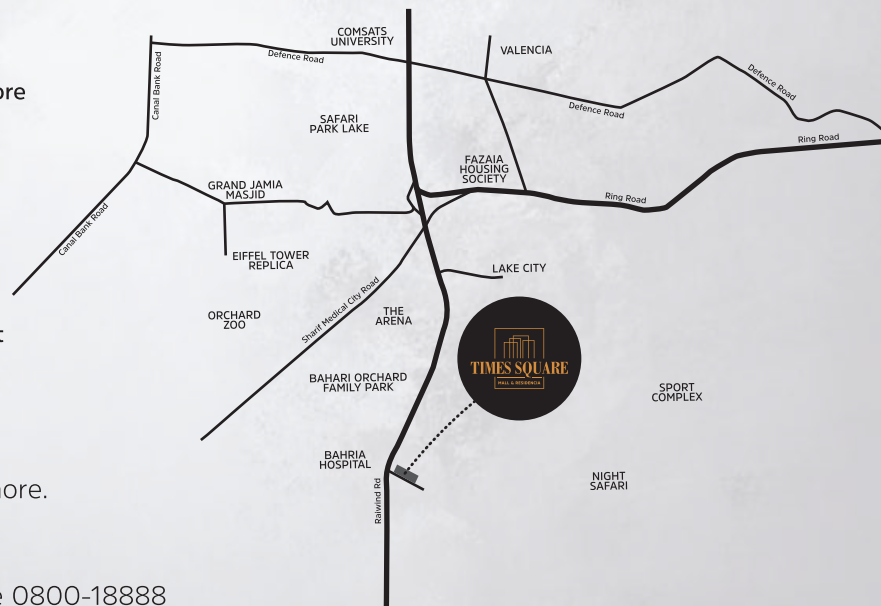 COMSATS
UNIVERSITY
VALENCIA
Defence Road
Canal Bank Road
Defence Road
Defence Road
ore
SAFARI
PARK LAKE
Ring Road
FAZAIA
HOUSING
SOCIETY
GRAND JAMIA
MASJID
Ring Road
Canal Bank Road
EIFFEL TOWER
REPLICA
LAKE CITY
Sharif Medical City Road
ORCHARD
ZOO
THE
ARENA
t
TIMES SQUARE
MALL & RESIDENCIA
BAHARI ORCHARD
FAMILY PARK
SPORT
COMPLEX
BAHRIA
HOSPITAL
NIGHT
SAFARI
Raiwind Rd
ore.
e 0800-18888